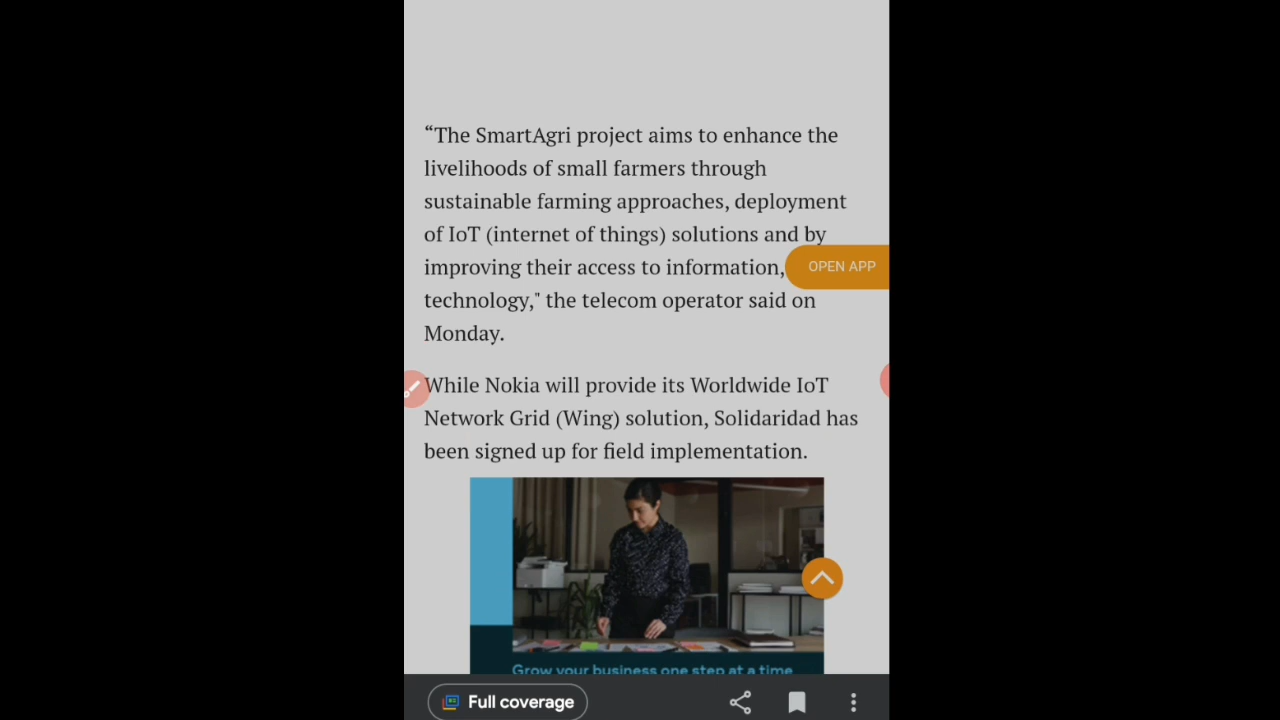 “The SmartAgri project aims to enhance the
livelihoods of small farmers through
sustainable farming approaches, deployment
of IoT (internet of things) solutions and by
improving their access to information,
OPEN APP
technology," the telecom operator said on
Monday.
While Nokia will provide its Worldwide IoT
Network Grid (Wing) solution, Solidaridad has
been signed up for field implementation.
Grow your business one step at a time
Full coverage